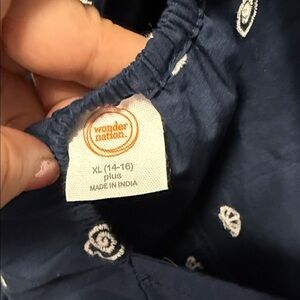 wonder
nation.
XL (14-16)
plus
MADE IN INDIA